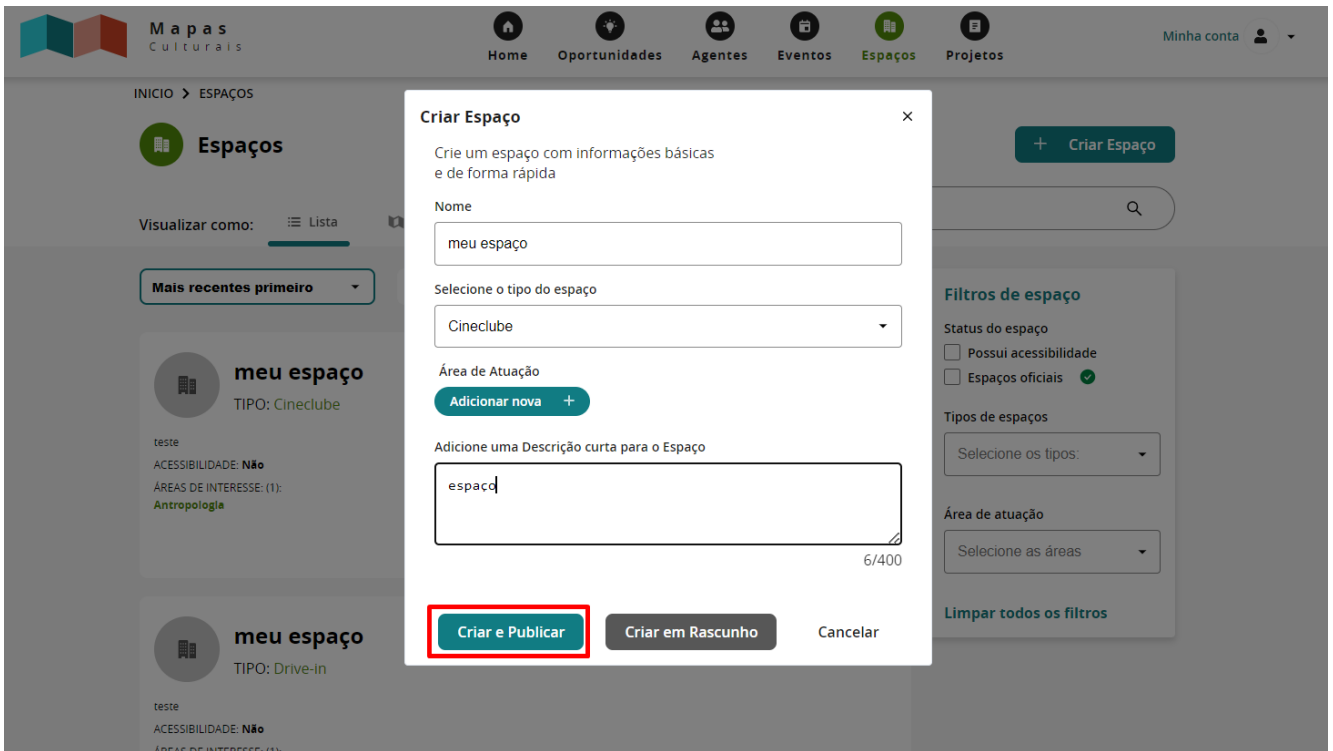 Mapas
Culturais
Home
Oportunidades
Agentes
Eventos
Espaços
Projetos
Minha conta
INICIO > ESPAÇOS
Espaços
+ Criar Espaço
Visualizar como:
Lista
Mais recentes primeiro
meu espaço
TIPO: Cineclube
teste
ACESSIBILIDADE: Não
ÁREAS DE INTERESSE: (1):
Antropologia
meu espaço
TIPO: Drive-in
teste
ACESSIBILIDADE: Não
ÁREAS DE INTERESSE: (1):
Criar Espaço
×
Crie um espaço com informações básicas
e de forma rápida
Nome
meu espaço
Selecione o tipo do espaço
Cineclube
Área de Atuação
Adicionar nova +
Adicione uma Descrição curta para o Espaço
espaço
6/400
Criar e Publicar
Criar em Rascunho
Cancelar
Filtros de espaço
Status do espaço
Possui acessibilidade
Espaços oficiais
Tipos de espaços
Selecione os tipos:
Área de atuação
Selecione as áreas
Limpar todos os filtros